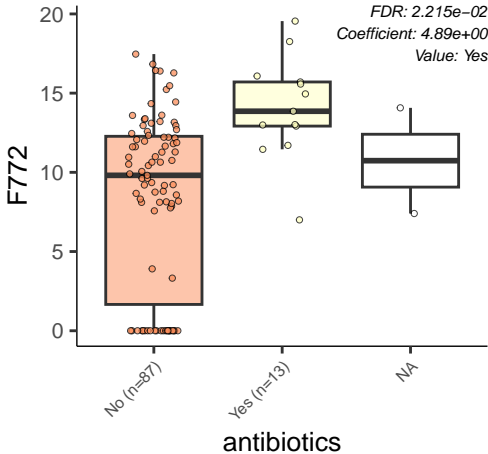 FDR: 2.215e−02
Coefficient: 4.89e+00
Value: Yes
20
15
10
5
0
F772
No (n=87)
Yes (n=13)
NA
antibiotics